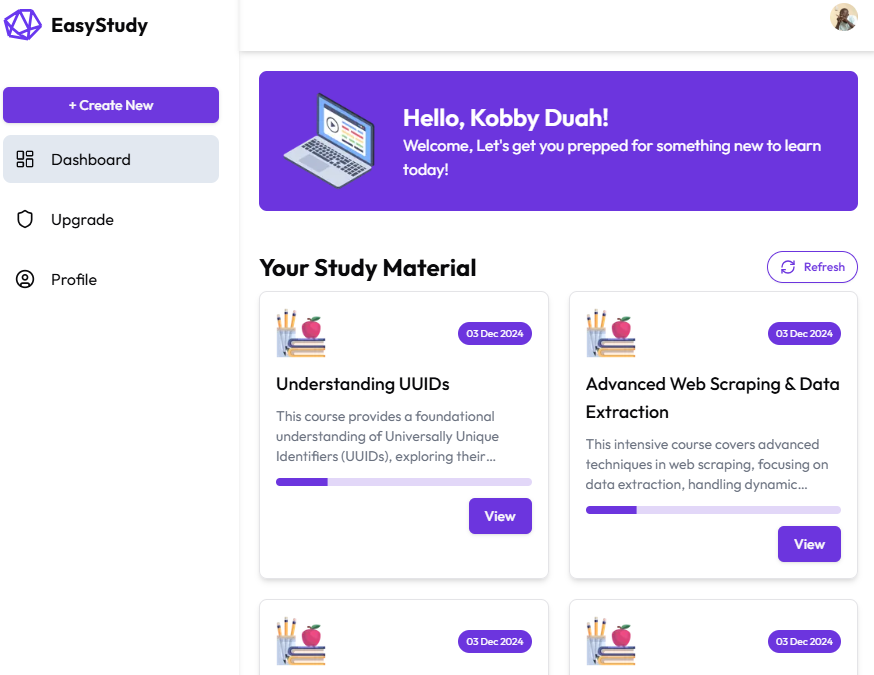 EasyStudy
+ Create New
Dashboard
Upgrade
Profile
Hello, Kobby Duah!
Welcome, Let's get you prepped for something new to learn
today!
Your Study Material
Refresh
03 Dec 2024
Understanding UUIDs
This course provides a foundational
understanding of Universally Unique
Identifiers (UUIDs), exploring their...
View
03 Dec 2024
Advanced Web Scraping & Data
Extraction
This intensive course covers advanced
techniques in web scraping, focusing on
data extraction, handling dynamic...
View
03 Dec 2024
03 Dec 2024